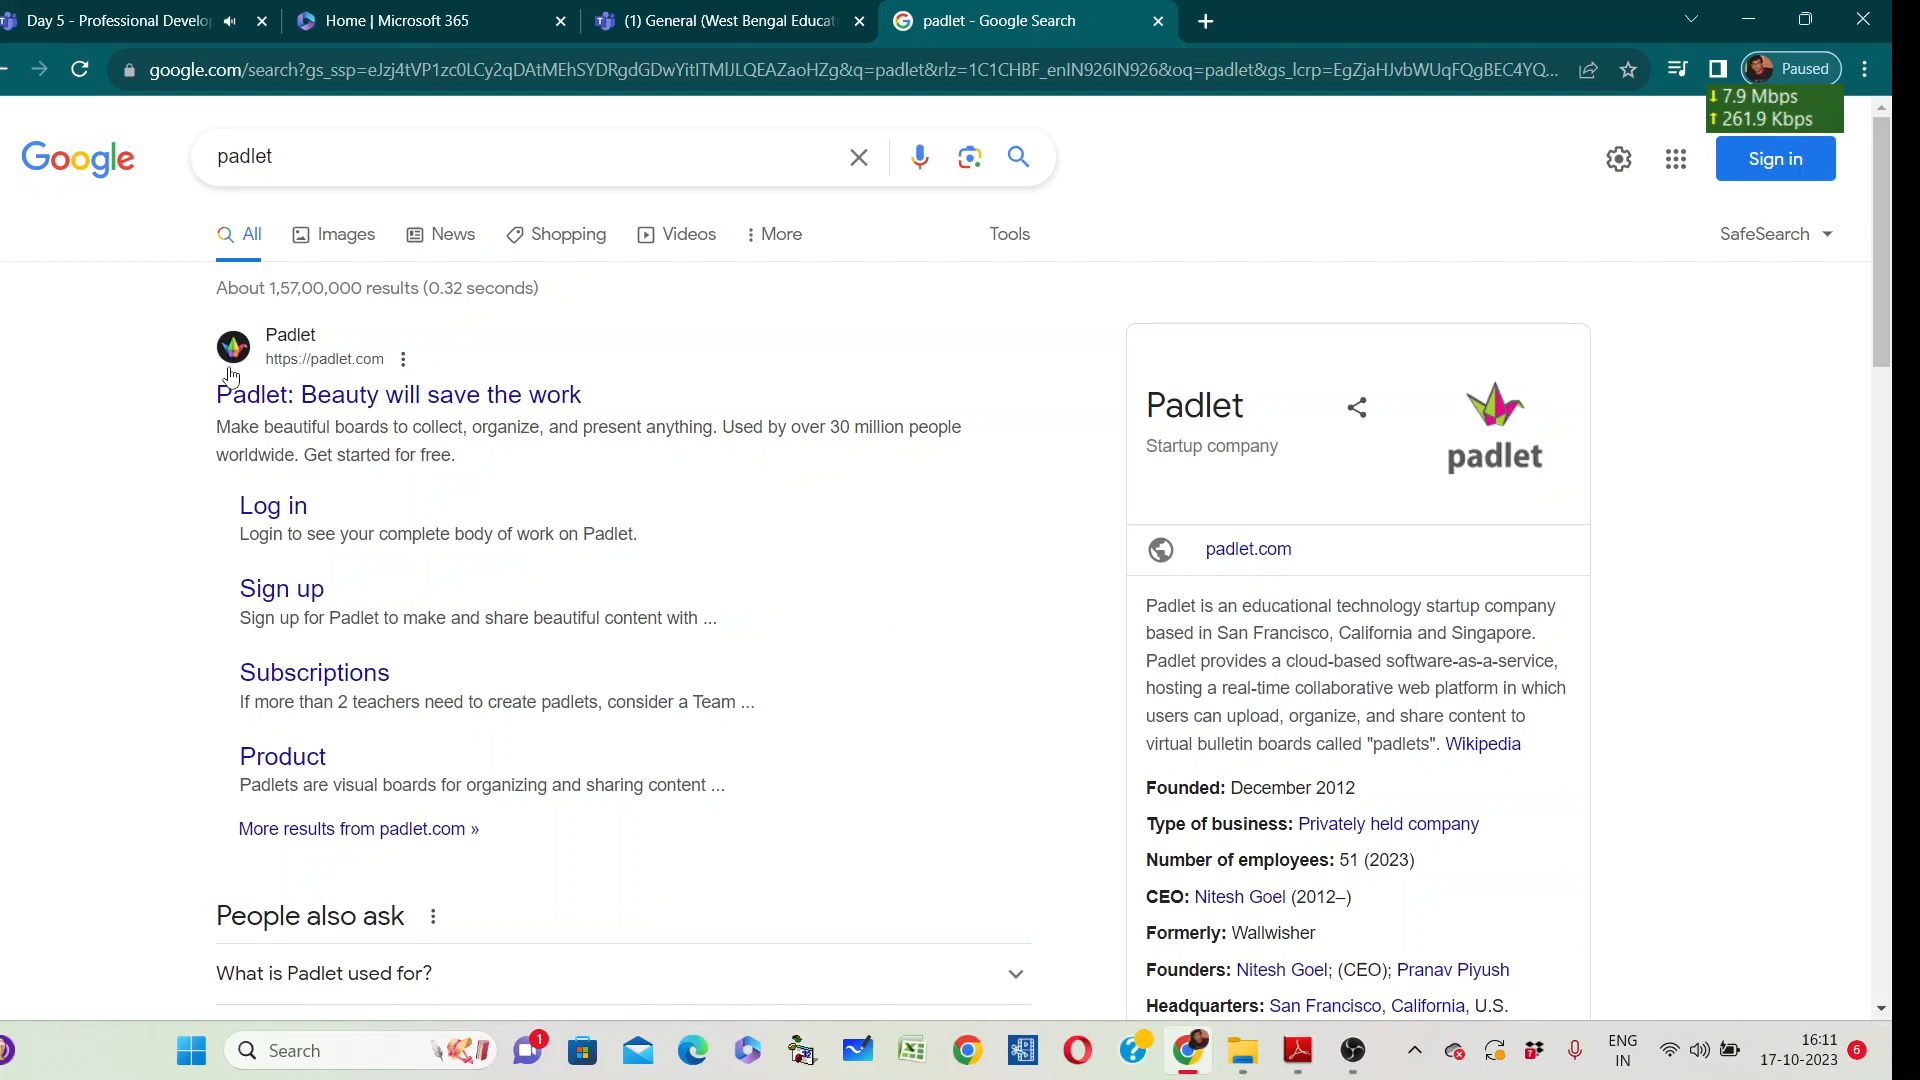 Day 5 - Professional Develop
Home | Microsoft 365
(1) General (West Bengal Educati
padlet - Google Search
google.com/search?gs_ssp=eJzj4tVP1zc0LCy2qDAtMEhSYDRgdGDwYitITMlJLQEAZaoHZg&q=padlet&rlz=1C1CHBF_enIN926IN926&oq=padlet&gs_lcrp=EgZjaHJvbWUqFQgBEC4YQ...
Paused
7.9 Mbps
261.9 Kbps
Google
padlet
Sign in
All
Images
News
Shopping
Videos
More
Tools
SafeSearch
About 1,57,00,000 results (0.32 seconds)
Padlet
https://padlet.com
Padlet: Beauty will save the work
Make beautiful boards to collect, organize, and present anything. Used by over 30 million people
worldwide. Get started for free.
Log in
Login to see your complete body of work on Padlet.
Sign up
Sign up for Padlet to make and share beautiful content with ...
Subscriptions
If more than 2 teachers need to create padlets, consider a Team ...
Product
Padlets are visual boards for organizing and sharing content ...
More results from padlet.com »
People also ask
What is Padlet used for?
Padlet
Startup company
padlet
padlet.com
Padlet is an educational technology startup company
based in San Francisco, California and Singapore.
Padlet provides a cloud-based software-as-a-service,
hosting a real-time collaborative web platform in which
users can upload, organize, and share content to
virtual bulletin boards called "padlets". Wikipedia
Founded: December 2012
Type of business: Privately held company
Number of employees: 51 (2023)
CEO: Nitesh Goel (2012–)
Formerly: Wallwisher
Founders: Nitesh Goel; (CEO); Pranav Piyush
Headquarters: San Francisco, California, U.S.
Search
1
7
ENG
IN
16:11
17-10-2023
6